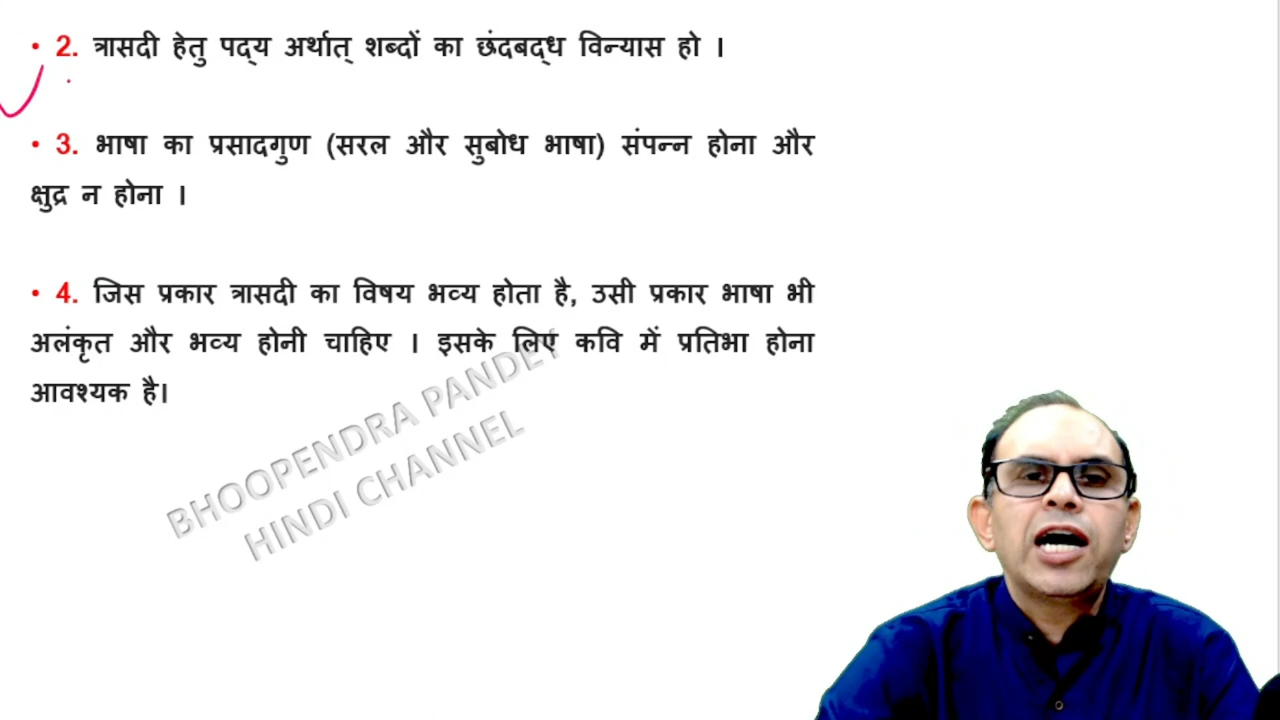 • 2. त्रासदी हेतु पद्य अर्थात् शब्दों का छंदबद्ध विन्यास हो ।
• 3. भाषा का प्रसादगुण (सरल और सुबोध भाषा) संपन्न होना और
क्षुद्र न होना ।
• 4. जिस प्रकार त्रासदी का विषय भव्य होता है, उसी प्रकार भाषा भी
अलंकृत और भव्य होनी चाहिए । इसके लिए कवि में प्रतिभा होना
आवश्यक है।
BHOOPENDRA PANDEY
HINDI CHANNEL